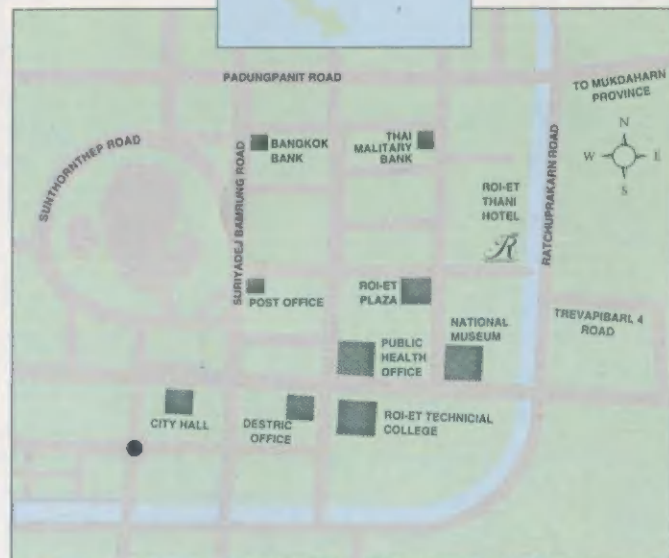 PADUNGPANIT ROAD
TO MUKDAHARN
PROVINCE
SUNTHORNTHEP ROAD
SURIYADEJ BAMRUNG ROAD
BANGKOK
BANK
THAI
MALITARY
BANK
RATCHUPRAKARN ROAD
N
W
E
S
ROI-ET
THANI
HOTEL
R
POST OFFICE
ROI-ET
PLAZA
TREVAPIBARL 4
ROAD
NATIONAL
MUSEUM
PUBLIC
HEALTH
OFFICE
CITY HALL
DESTRIC
OFFICE
ROI-ET TECHNICIAL
COLLEGE